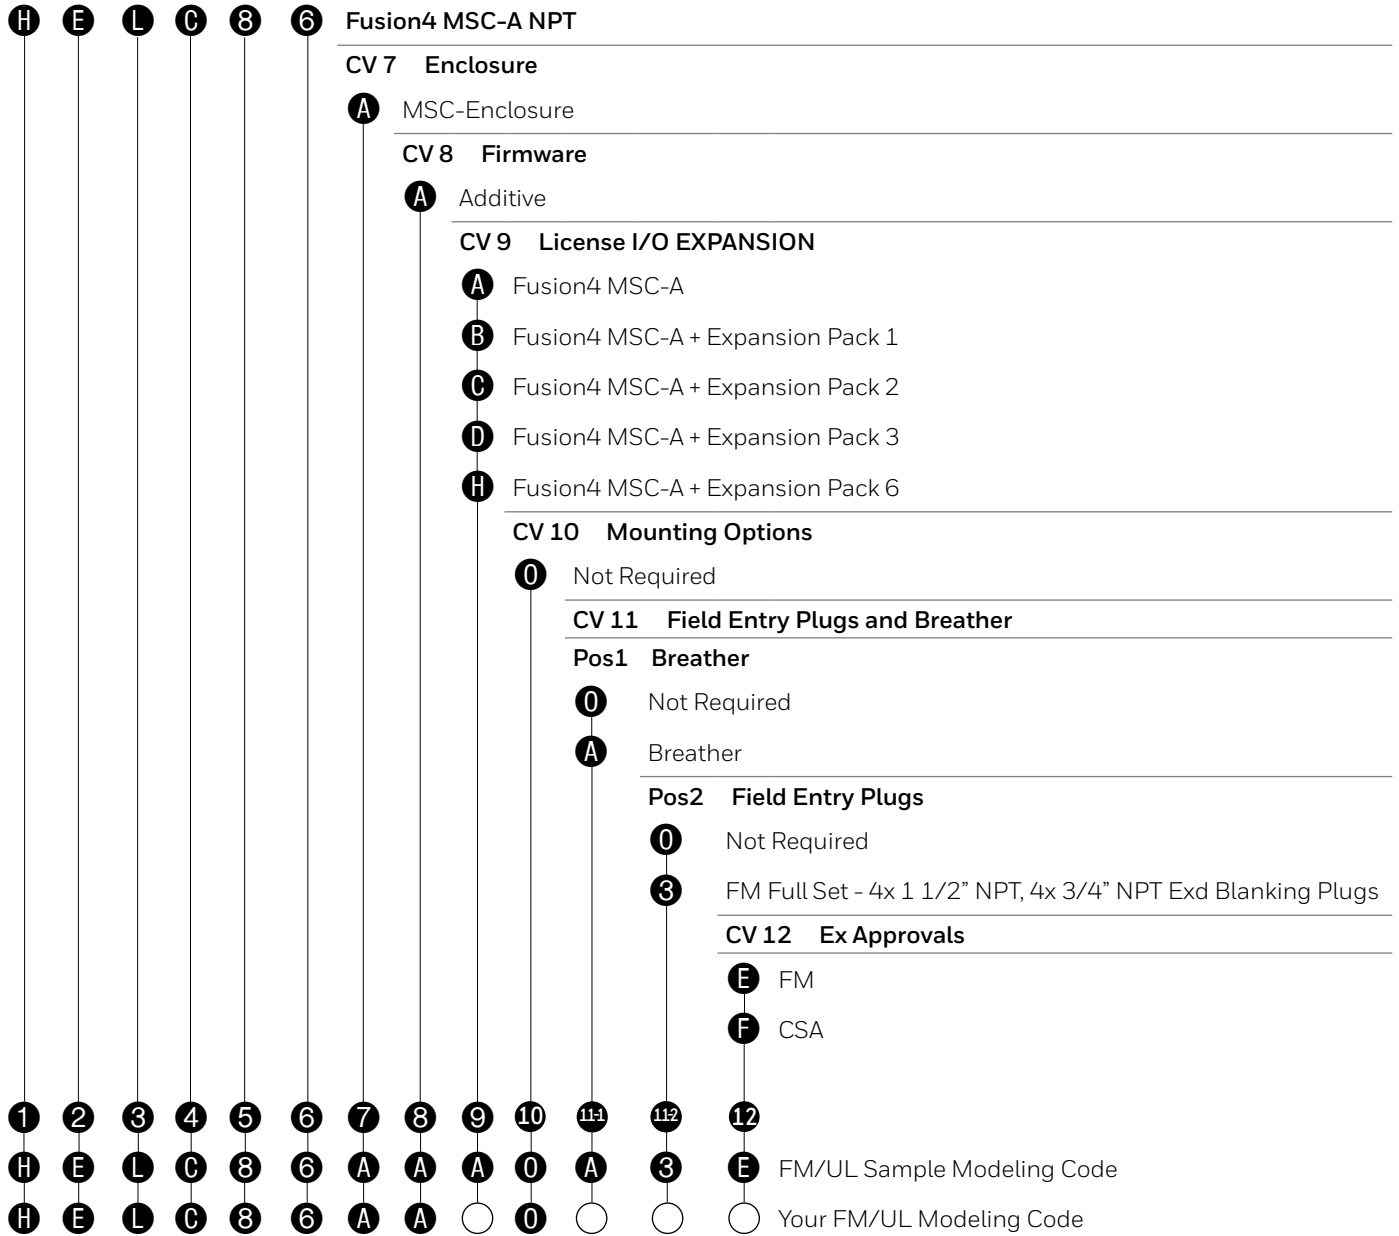 H E L C 8 6 Fusion4 MSC-A NPT
CV 7 Enclosure
A MSC-Enclosure
CV 8 Firmware
A Additive
CV 9 License I/O EXPANSION
A Fusion4 MSC-A
B Fusion4 MSC-A + Expansion Pack 1
C Fusion4 MSC-A + Expansion Pack 2
D Fusion4 MSC-A + Expansion Pack 3
H Fusion4 MSC-A + Expansion Pack 6
CV 10 Mounting Options
0 Not Required
CV 11 Field Entry Plugs and Breather
Pos1 Breather
0 Not Required
A Breather
Pos2 Field Entry Plugs
0 Not Required
3 FM Full Set - 4x 1 1/2” NPT, 4x 3/4” NPT Exd Blanking Plugs
CV 12 Ex Approvals
E FM
F CSA
1 2 3 4 5 6 7 8 9 10 11-1 11-2 12
H E L C 8 6 A A A 0 A 3 E FM/UL Sample Modeling Code
H E L C 8 6 A A 0 Your FM/UL Modeling Code